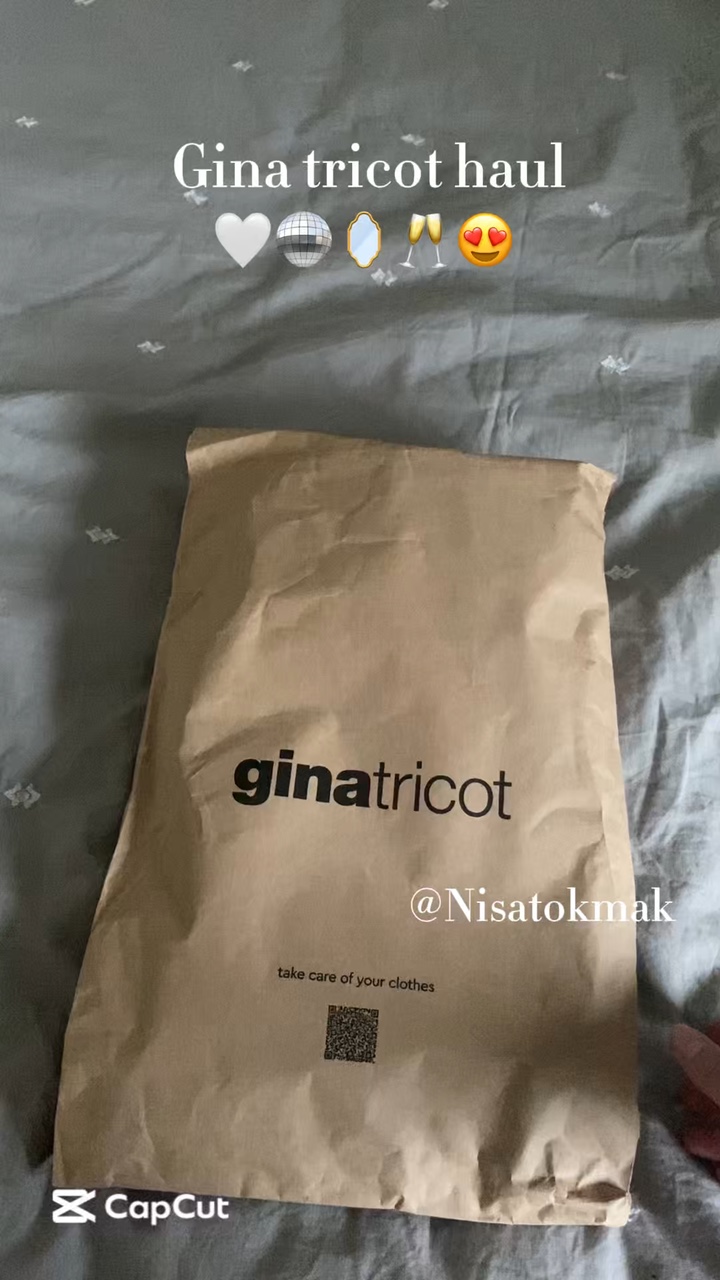 Gina tricot haul
🤍🪩🪞🥂😍
ginatricot
@Nisatokmak
take care of your clothes
CapCut